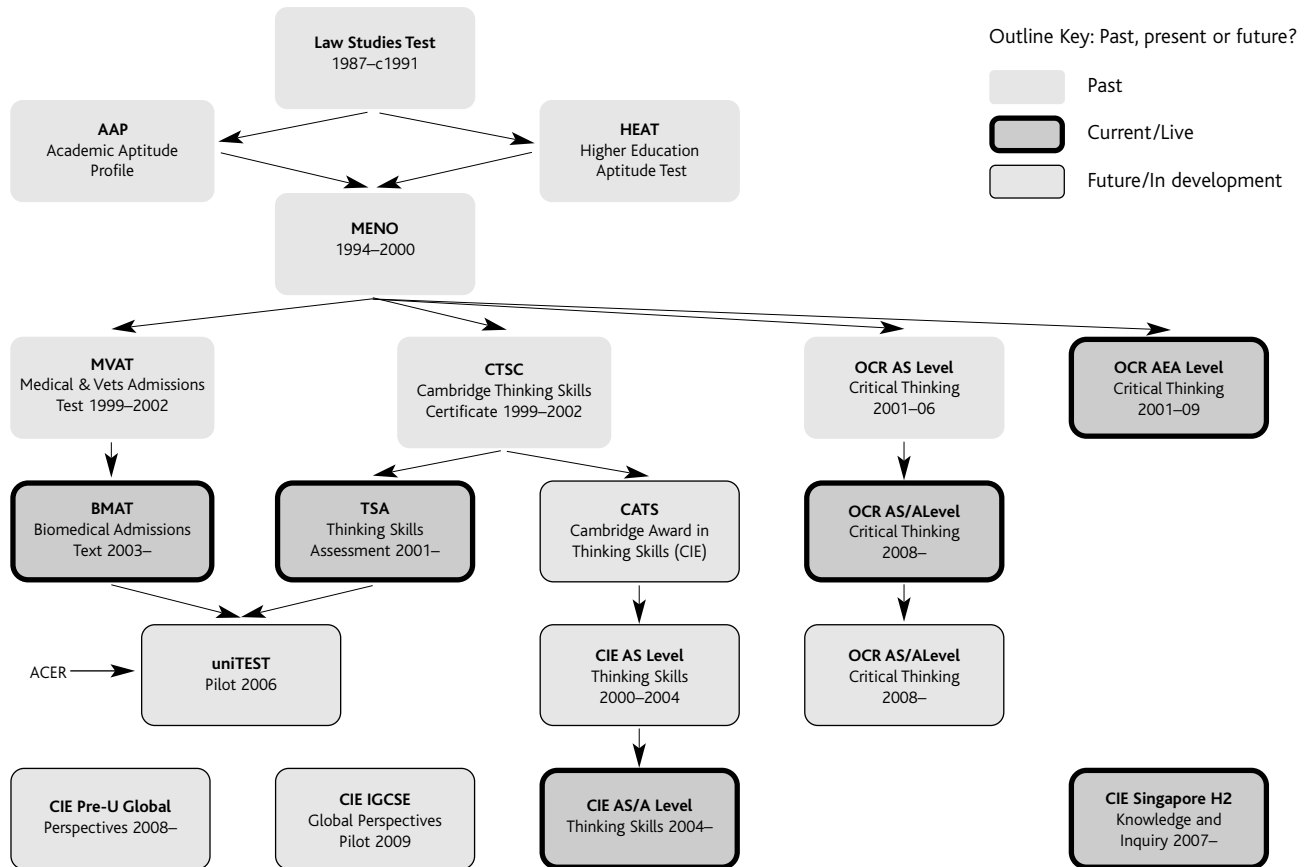 Law Studies Test
1987–c1991
Outline Key: Past, present or future?
Past
Current/Live
Future/In development
AAP
Academic Aptitude
Profile
HEAT
Higher Education
Aptitude Test
MENO
1994–2000
MVAT
Medical & Vets Admissions
Test 1999–2002
CTSC
Cambridge Thinking Skills
Certificate 1999–2002
OCR AS Level
Critical Thinking
2001–06
OCR AEA Level
Critical Thinking
2001–09
BMAT
Biomedical Admissions
Text 2003–
TSA
Thinking Skills
Assessment 2001–
CATS
Cambridge Award in
Thinking Skills (CIE)
OCR AS/ALevel
Critical Thinking
2008–
ACER
uniTEST
Pilot 2006
CIE AS Level
Thinking Skills
2000–2004
OCR AS/ALevel
Critical Thinking
2008–
CIE Pre-U Global
Perspectives 2008–
CIE IGCSE
Global Perspectives
Pilot 2009
CIE AS/A Level
Thinking Skills 2004–
CIE Singapore H2
Knowledge and
Inquiry 2007–